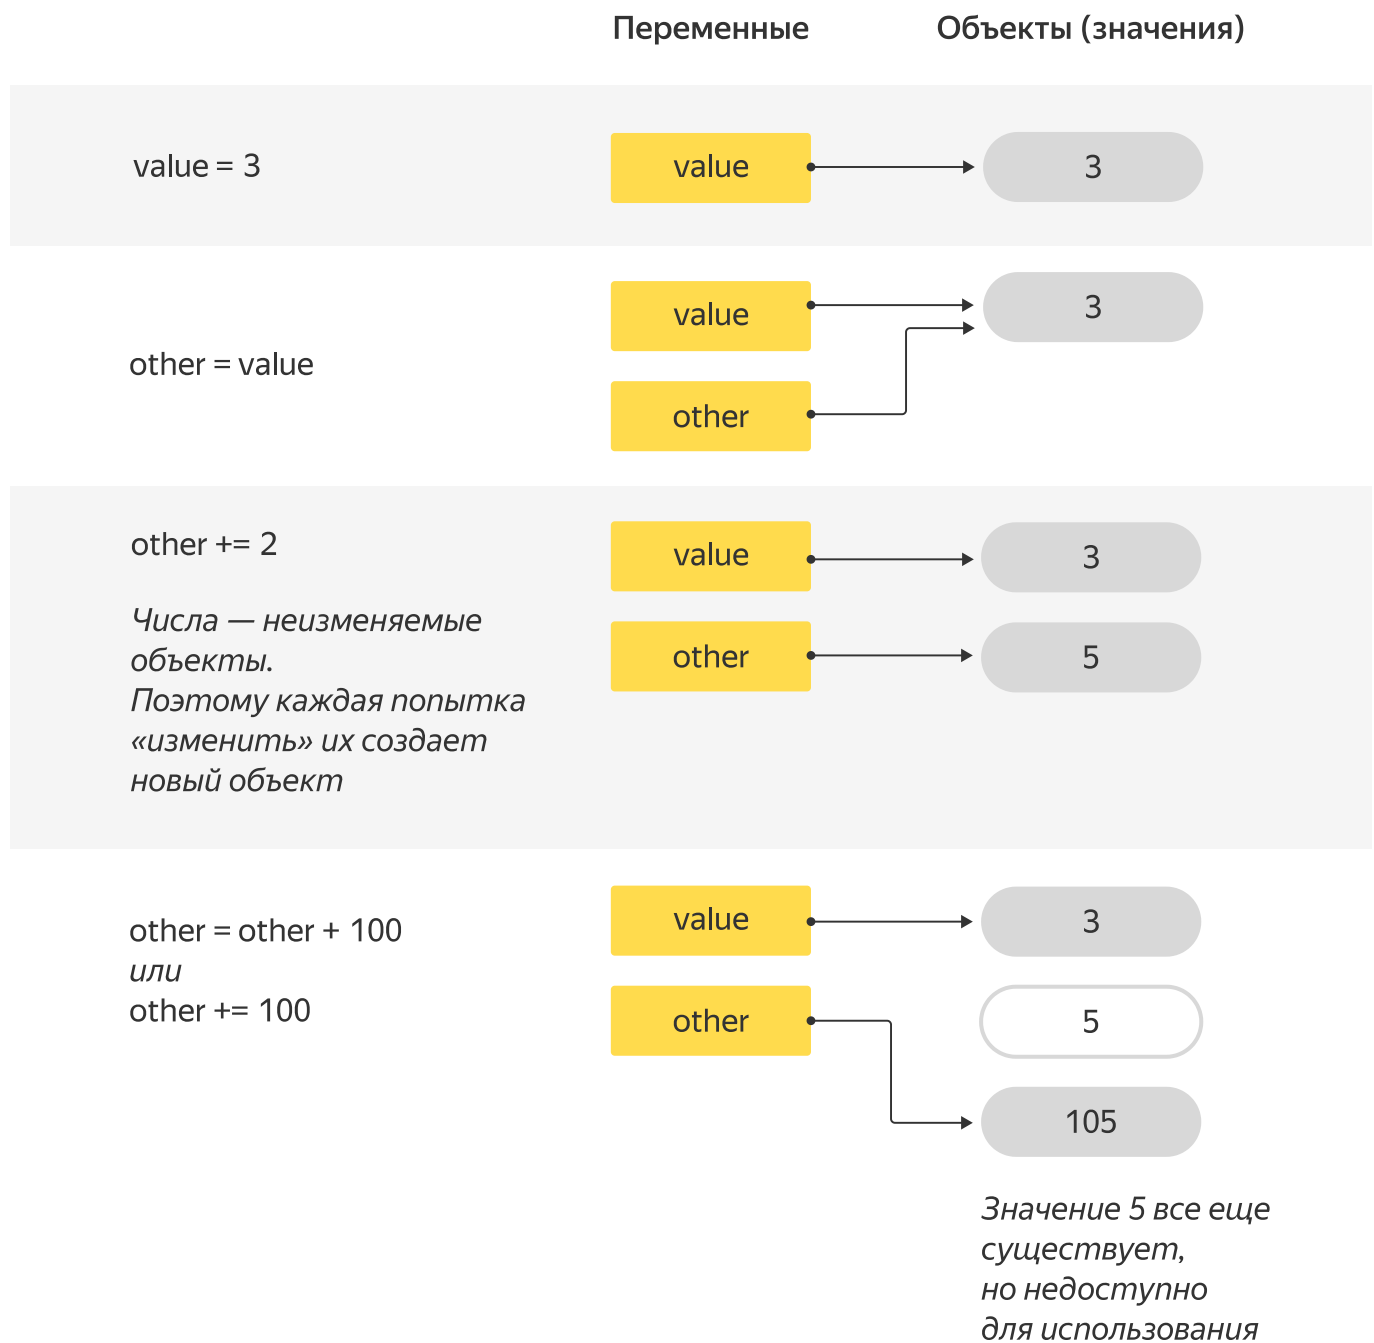 Переменные
Объекты (значения)
value = 3
value
3
other = value
value
3
other
other += 2
Числа — неизменяемые
объекты.
Поэтому каждая попытка
«изменить» их создает
новый объект
value
3
other
5
other = other + 100
или
other += 100
value
3
other
5
105
Значение 5 все еще
существует,
но недоступно
для использования